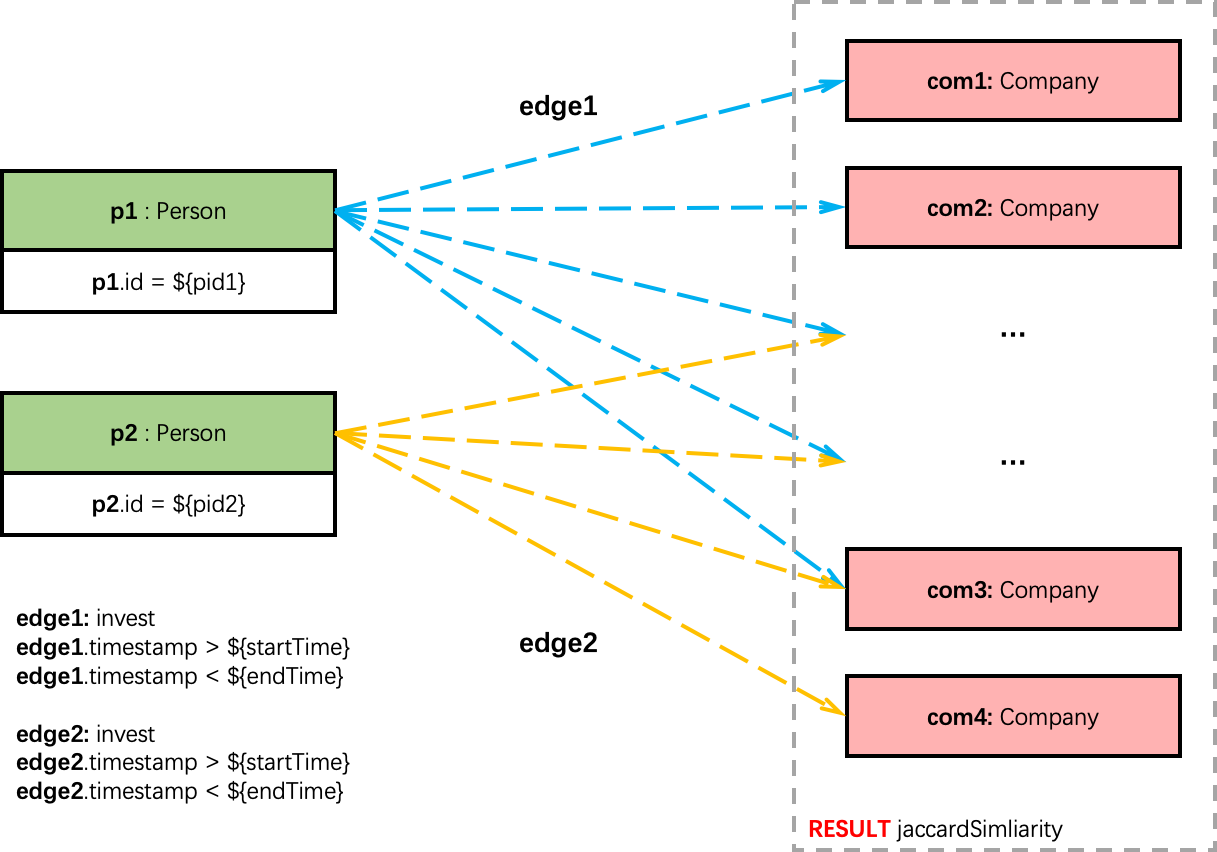 edge1
com1: Company
com2: Company
p1 : Person
p1.id = ${pid1}
...
p2 : Person
p2.id = ${pid2}
...
com3: Company
edge1: invest
edge1.timestamp > ${startTime}
edge1.timestamp < ${endTime}
edge2
com4: Company
edge2: invest
edge2.timestamp > ${startTime}
edge2.timestamp < ${endTime}
RESULT jaccardSimliarity